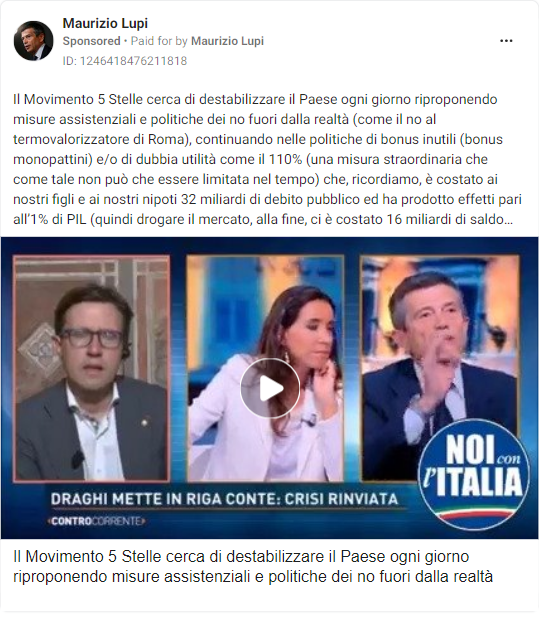 Maurizio Lupi
Sponsored • Paid for by Maurizio Lupi
ID: 1246418476211818
Il Movimento 5 Stelle cerca di destabilizzare il Paese ogni giorno riproponendo
misure assistenziali e politiche dei no fuori dalla realtà (come il no al
termovalorizzatore di Roma), continuando nelle politiche di bonus inutili (bonus
monopattini) e/o di dubbia utilità come il 110% (una misura straordinaria che
come tale non può che essere limitata nel tempo) che, ricordiamo, è costato ai
nostri figli e ai nostri nipoti 32 miliardi di debito pubblico ed ha prodotto effetti pari
all'1% di PIL (quindi drogare il mercato, alla fine, ci è costato 16 miliardi di saldo...
NOI con
l'ITALIA
DRAGHI METTE IN RIGA CONTE: CRISI RINVIATA
CONTROCORRENTE
Il Movimento 5 Stelle cerca di destabilizzare il Paese ogni giorno
riproponendo misure assistenziali e politiche dei no fuori dalla realtà